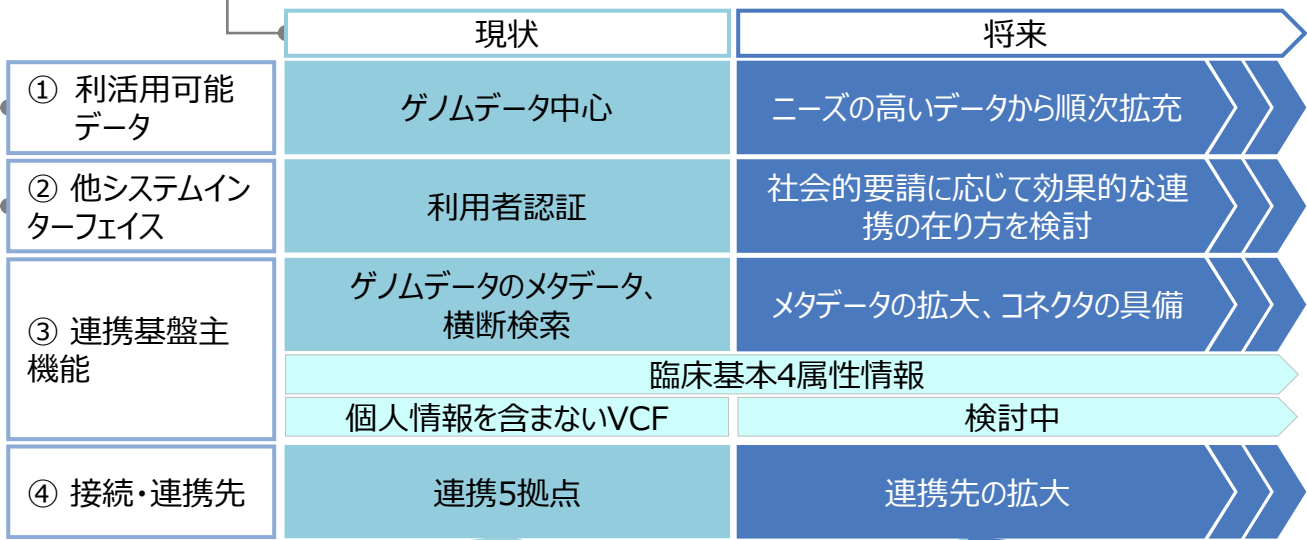 現状
将来
① 利活用可能
データ
ゲノムデータ中心
ニーズの高いデータから順次拡充
② 他システムイン
ターフェイス
利用者認証
社会的要請に応じて効果的な連
携の在り方を検討
③ 連携基盤主
機能
ゲノムデータのメタデータ、
横断検索
メタデータの拡大、コネクタの具備
臨床基本4属性情報
個人情報を含まないVCF
検討中
④ 接続・連携先
連携5拠点
連携先の拡大